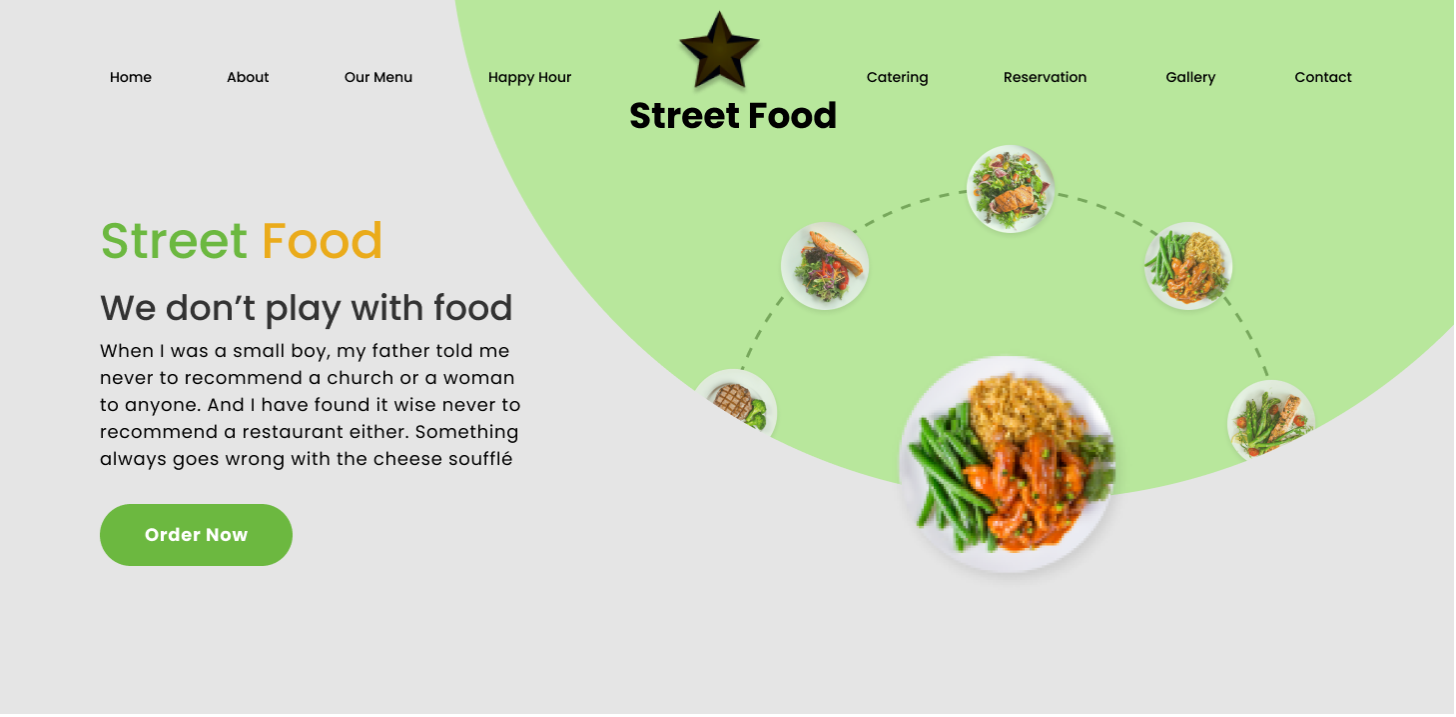 Home About Our Menu Happy Hour Catering Reservation Gallery Contact
Street Food
Street Food
We don’t play with food
When I was a small boy, my father told me
never to recommend a church or a woman
to anyone. And I have found it wise never to
recommend a restaurant either. Something
always goes wrong with the cheese soufflé
Order Now